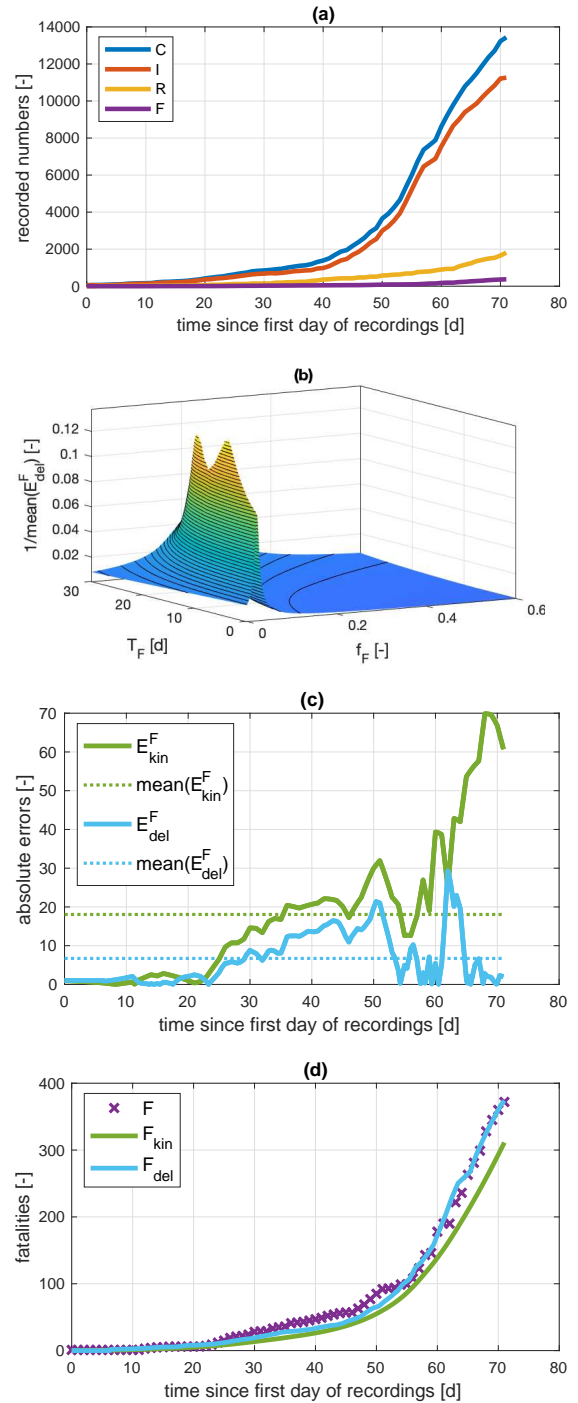 (a)
14000
12000
10000
8000
6000
4000
2000
0
recorded numbers [-]
C
I
R
F
0 10 20 30 40 50 60 70 80
time since first day of recordings [d]
(b)
0.12
0.1
0.08
0.06
0.04
0.02
1/mean(E^F_del) [-]
30
20
10
0
T_F [d]
0
0.2
0.4
0.6
f_F [-]
(c)
70
60
50
40
30
20
10
0
absolute errors [-]
E^F_kin
mean(E^F_kin)
E^F_del
mean(E^F_del)
0 10 20 30 40 50 60 70 80
time since first day of recordings [d]
(d)
400
300
200
100
0
fatalities [-]
F
F_kin
F_del
0 10 20 30 40 50 60 70 80
time since first day of recordings [d]